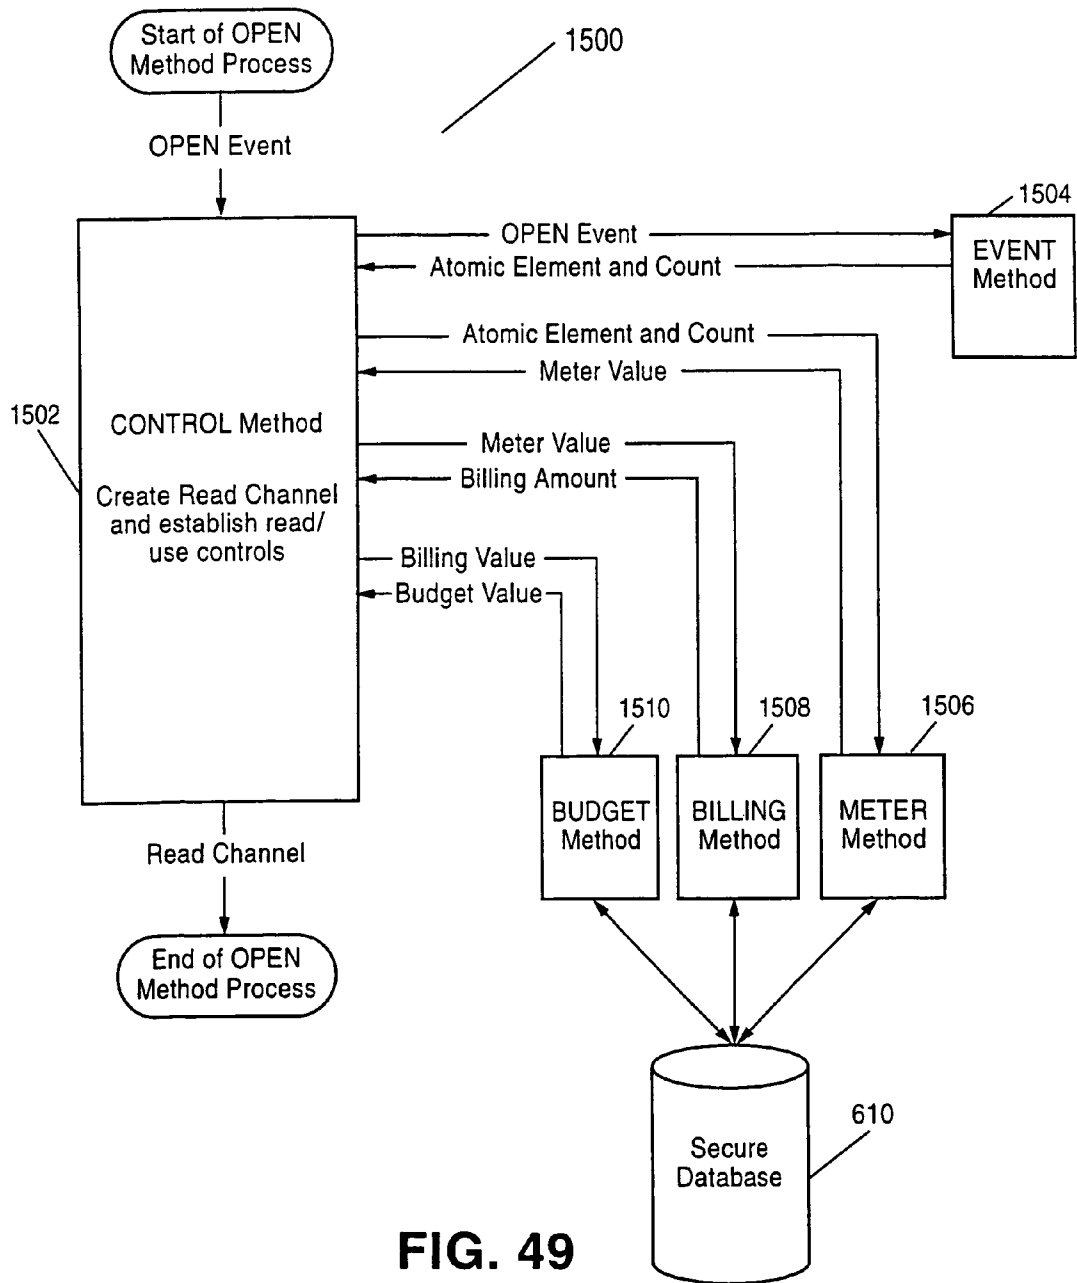 Start of OPEN
Method Process
1500
OPEN Event
1504
OPEN Event
EVENT
Method
Atomic Element and Count
Atomic Element and Count
Meter Value
1502
CONTROL Method
Meter Value
Billing Amount
Create Read Channel
and establish read/
use controls
Billing Value
Budget Value
1510
1508
1506
BUDGET
Method
BILLING
Method
METER
Method
Read Channel
End of OPEN
Method Process
610
Secure
Database
FIG. 49